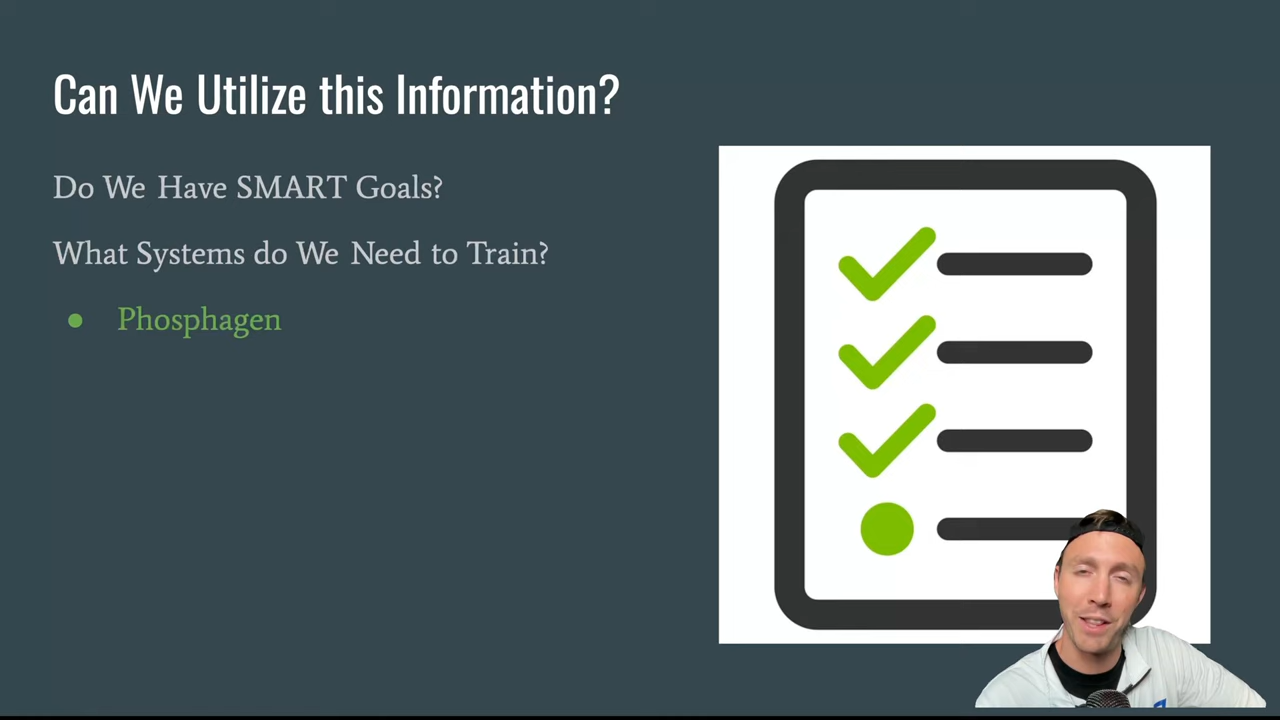 Can We Utilize this Information?
Do We Have SMART Goals?
What Systems do We Need to Train?
● Phosphagen